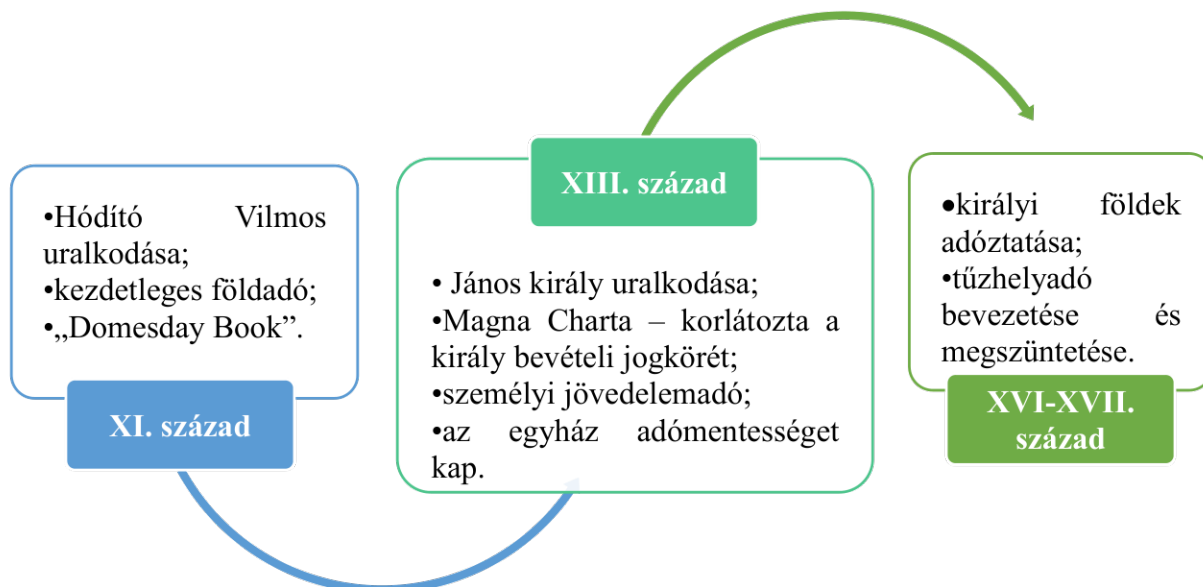 •Hódító Vilmos
uralkodása;
•kezdetleges földadó;
•„Domesday Book”.
XI. század
XIII. század
• János király uralkodása;
•Magna Charta – korlátozta a
király bevételi jogkörét;
•személyi jövedelemadó;
•az egyház adómentességet
kap.
•királyi földek
adóztatása;
•tűzhelyadó
bevezetése és
megszüntetése.
XVI-XVII.
század